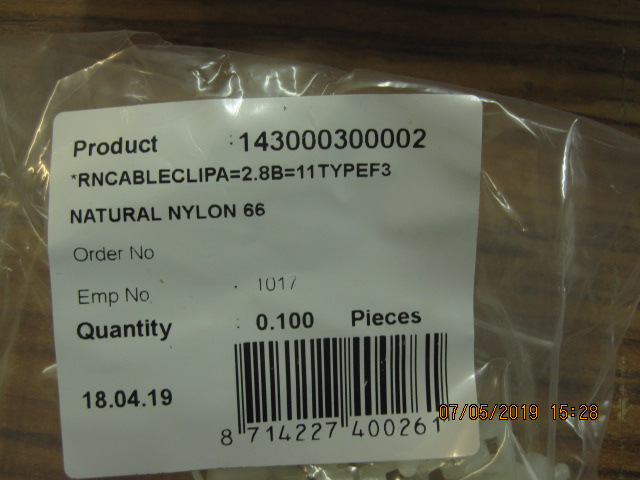 Product :143000300002
*RNCABLECLIPA=2.8B=11TYPEF3
NATURAL NYLON 66
Order No
Emp No . 1017
Quantity : 0.100 Pieces
18.04.19
8 714227 400261
07/05/2019 15:28